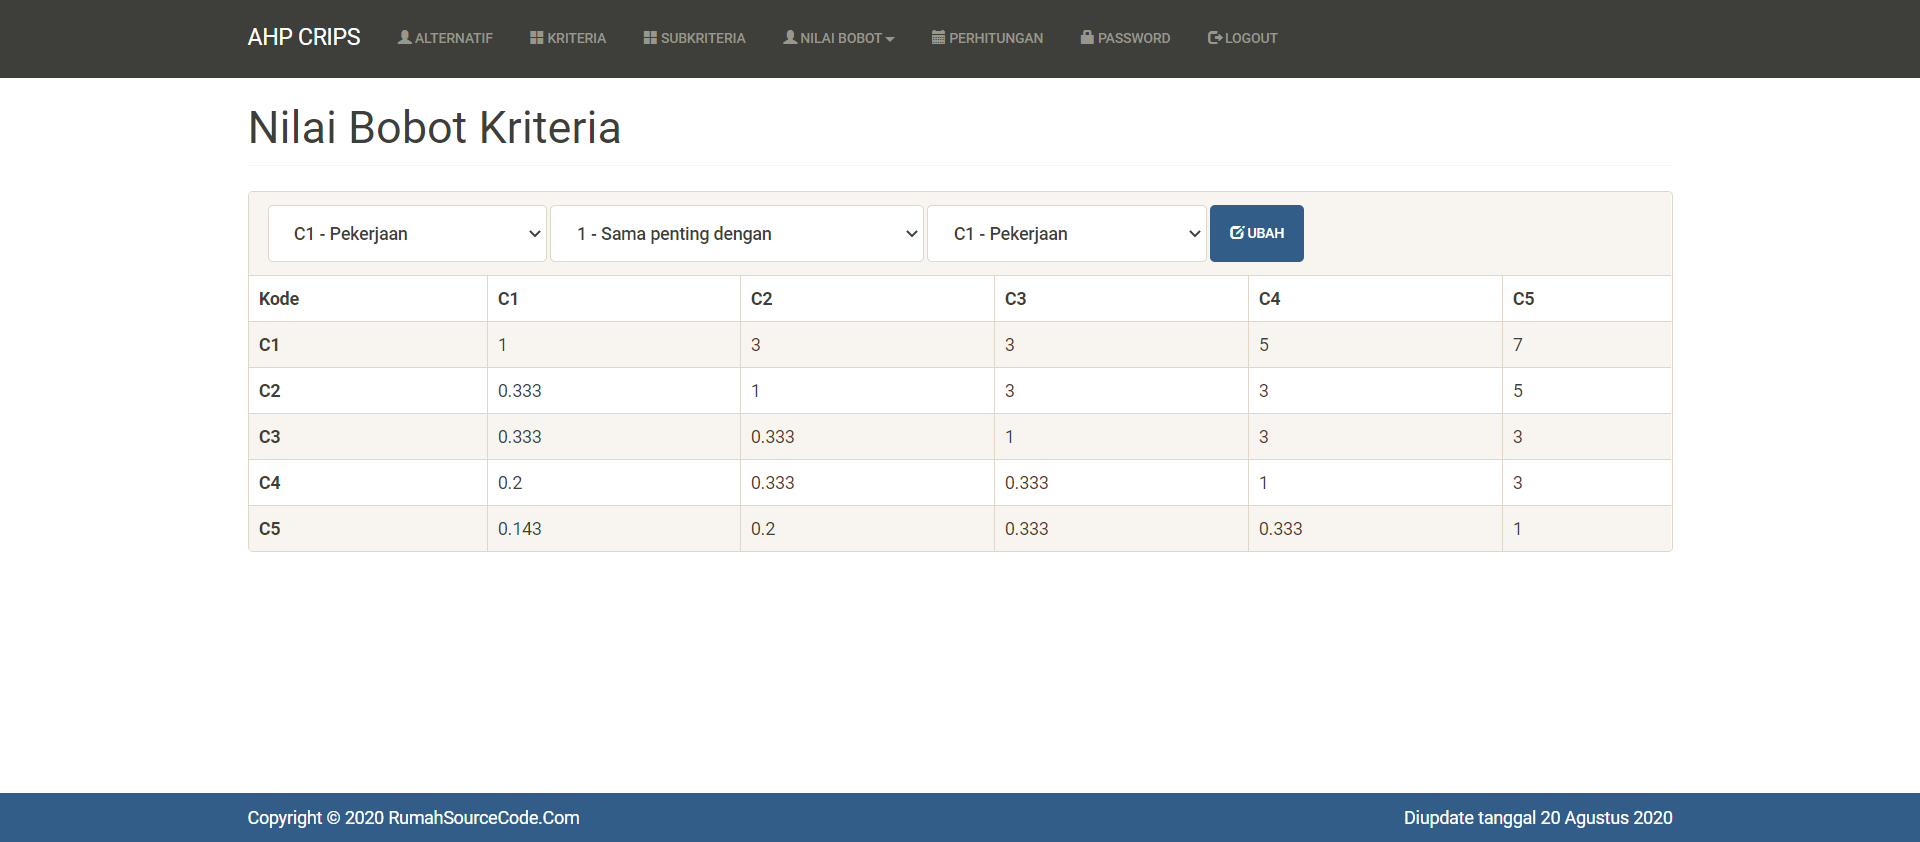 AHP CRIPS ALTERNATIF KRITERIA SUBKRITERIA NILAI BOBOT PERHITUNGAN PASSWORD LOGOUT
Nilai Bobot Kriteria
C1 - Pekerjaan 1 - Sama penting dengan C1 - Pekerjaan UBAH
Kode C1 C2 C3 C4 C5
C1 1 3 3 5 7
C2 0.333 1 3 3 5
C3 0.333 0.333 1 3 3
C4 0.2 0.333 0.333 1 3
C5 0.143 0.2 0.333 0.333 1
Copyright © 2020 RumahSourceCode.Com Diupdate tanggal 20 Agustus 2020